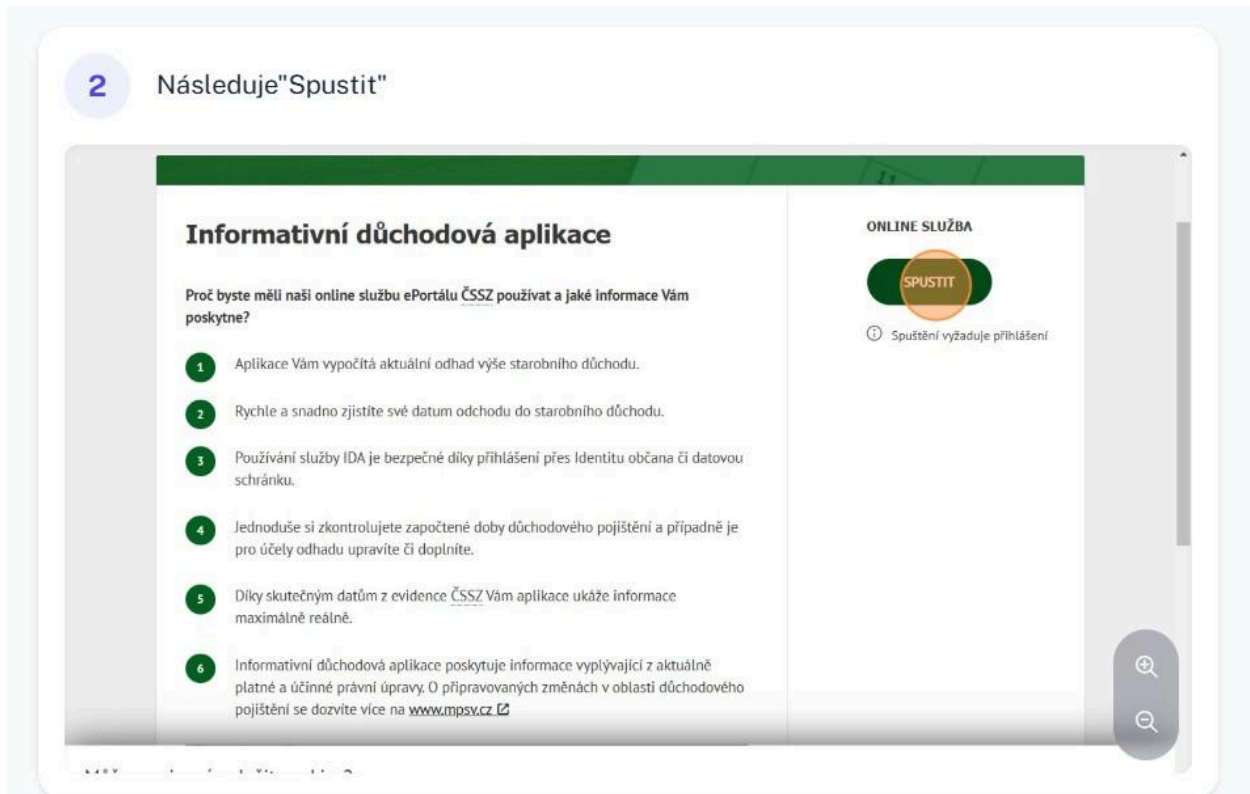 2
Následuje"Spustit"
11
Informativní důchodová aplikace
Proč byste měli naši online službu ePortálu ČSSZ používat a jaké informace Vám
poskytne?
1 Aplikace Vám vypočítá aktuální odhad výše starobního důchodu.
2 Rychle a snadno zjistíte své datum odchodu do starobního důchodu.
3 Používání služby IDA je bezpečné díky přihlášení přes Identitu občana či datovou
schránku.
4 Jednoduše si zkontrolujete započtené doby důchodového pojištění a případně je
pro účely odhadu upravíte či doplníte.
5 Díky skutečným datům z evidence ČSSZ Vám aplikace ukáže informace
maximálně reálně.
6 Informativní důchodová aplikace poskytuje informace vyplývající z aktuálně
platné a účinné právní úpravy. O připravovaných změnách v oblasti důchodového
pojištění se dozvíte více na www.mpsv.cz
ONLINE SLUŽBA
SPUSTIT
Spuštění vyžaduje přihlášení